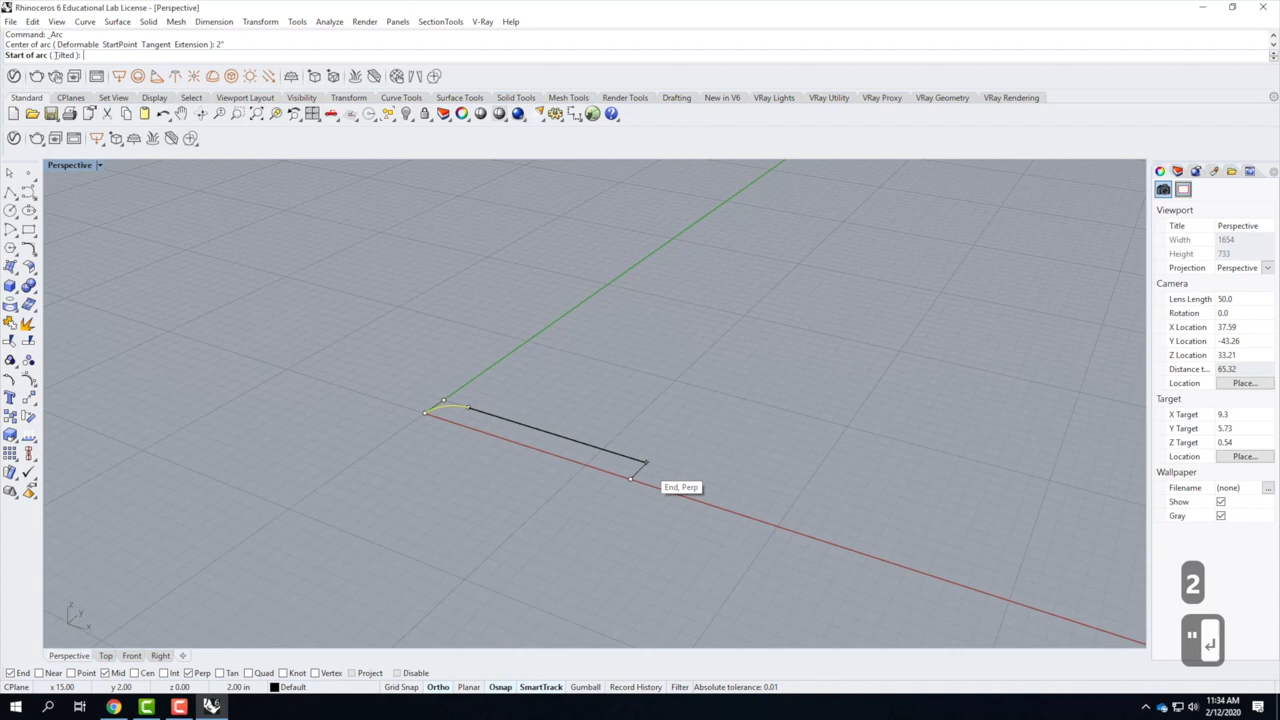 Rhinoceros 6 Educational Lab License - [Perspective]
File Edit View Curve Surface Solid Mesh Dimension Transform Tools Analyze Render Panels SectionTools V-Ray Help
Command: _Arc
Center of arc ( Deformable StartPoint Tangent Extension ): 2"
Start of arc ( Tilted ):
Standard CPlanes Set View Display Select Viewport Layout Visibility Transform Curve Tools Surface Tools Solid Tools Mesh Tools Render Tools Drafting New in V6 VRay Lights VRay Utility VRay Proxy VRay Geometry VRay Rendering
Perspective
Viewport
Title Perspective
Width 1654
Height 733
Projection Perspective
Camera
Lens Length 50.0
Rotation 0.0
X Location 37.59
Y Location -43.26
Z Location 33.21
Distance t... 65.32
Location Place...
Target
X Target 9.3
Y Target 5.73
Z Target 0.54
Location Place...
Wallpaper
Filename (none) ...
Show
Gray
End, Perp
2
"
z
y
x
Perspective Top Front Right
End Near Point Mid Cen Int Perp Tan Quad Knot Vertex Project Disable
CPlane x 15.00 y 2.00 z 0.00 2.00 in Default Grid Snap Ortho Planar Osnap SmartTrack Gumball Record History Filter Absolute tolerance: 0.01
11:34 AM
2/12/2020